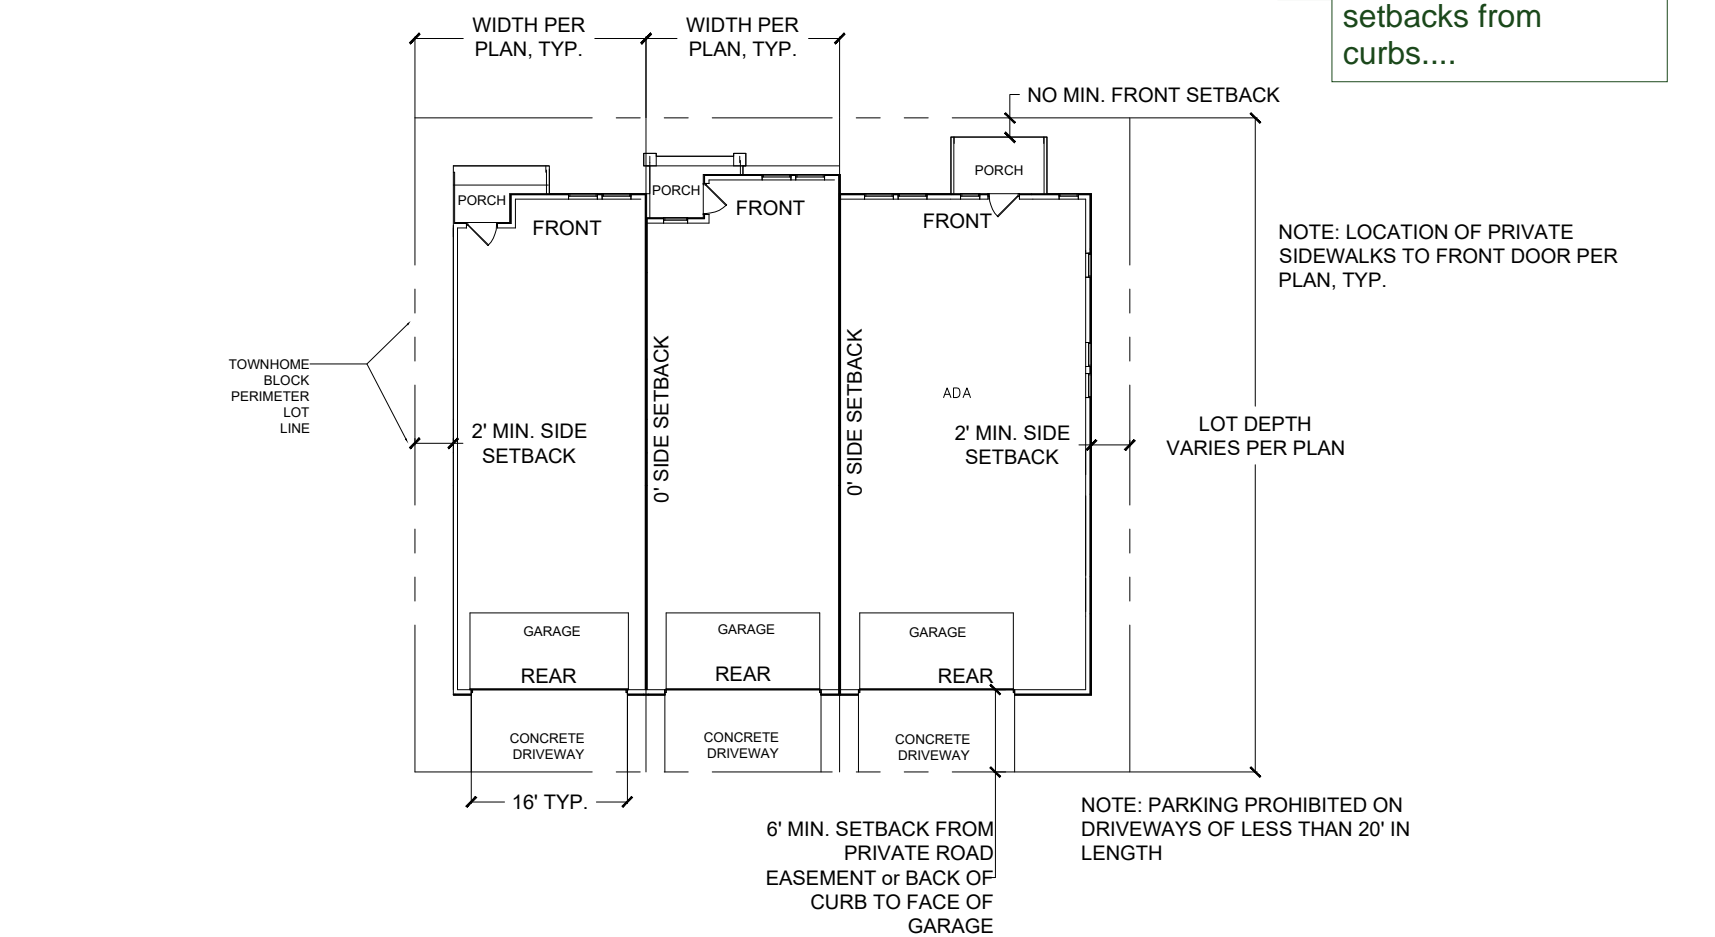 setbacks from
curbs....
WIDTH PER
PLAN, TYP.
WIDTH PER
PLAN, TYP.
NO MIN. FRONT SETBACK
PORCH
PORCH
PORCH
FRONT
FRONT
FRONT
NOTE: LOCATION OF PRIVATE
SIDEWALKS TO FRONT DOOR PER
PLAN, TYP.
TOWNHOME
BLOCK
PERIMETER
LOT
LINE
2' MIN. SIDE
SETBACK
0' SIDE SETBACK
0' SIDE SETBACK
ADA
2' MIN. SIDE
SETBACK
LOT DEPTH
VARIES PER PLAN
GARAGE
REAR
GARAGE
REAR
GARAGE
REAR
CONCRETE
DRIVEWAY
CONCRETE
DRIVEWAY
CONCRETE
DRIVEWAY
16' TYP.
6' MIN. SETBACK FROM
PRIVATE ROAD
EASEMENT or BACK OF
CURB TO FACE OF
GARAGE
NOTE: PARKING PROHIBITED ON
DRIVEWAYS OF LESS THAN 20' IN
LENGTH